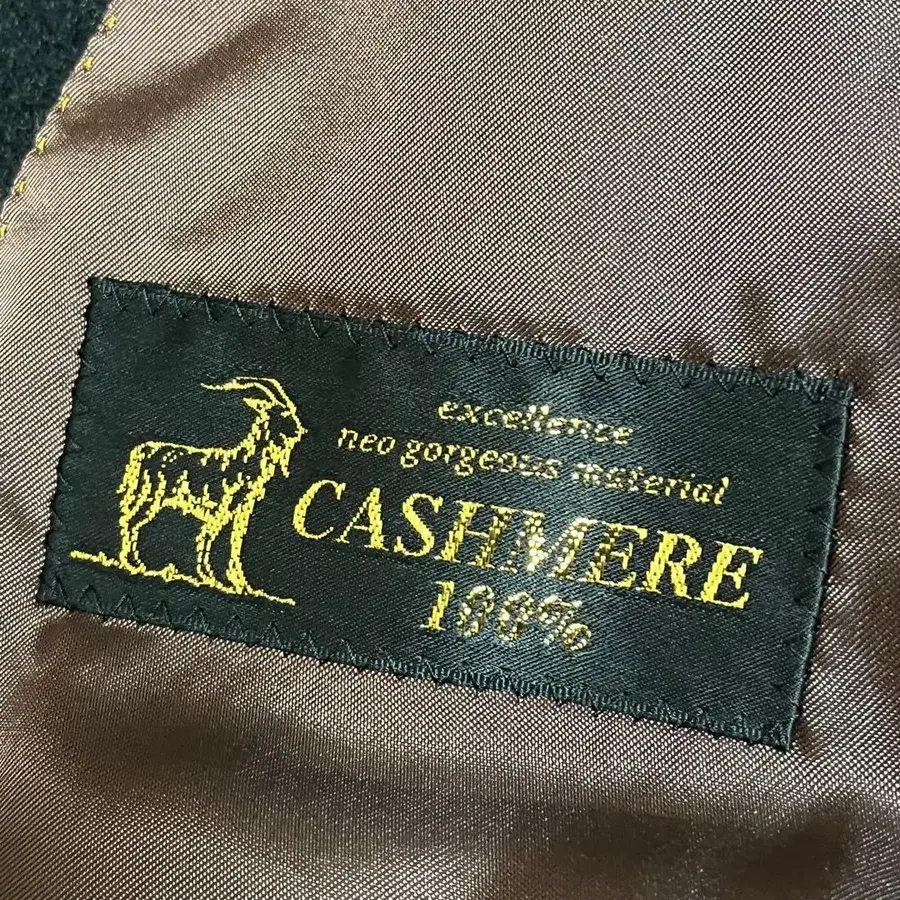 excellence
neo gorgeous material
CASHMERE
100%